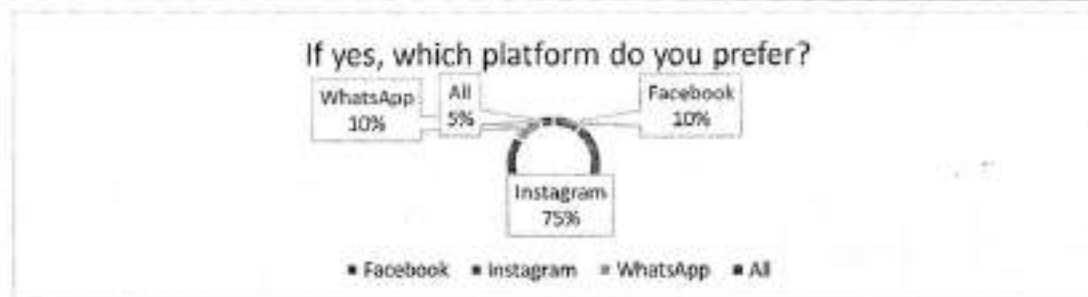 If yes, which platform do you prefer?
WhatsApp
10%
All
5%
Facebook
10%
Instagram
75%
Facebook Instagram WhatsApp All